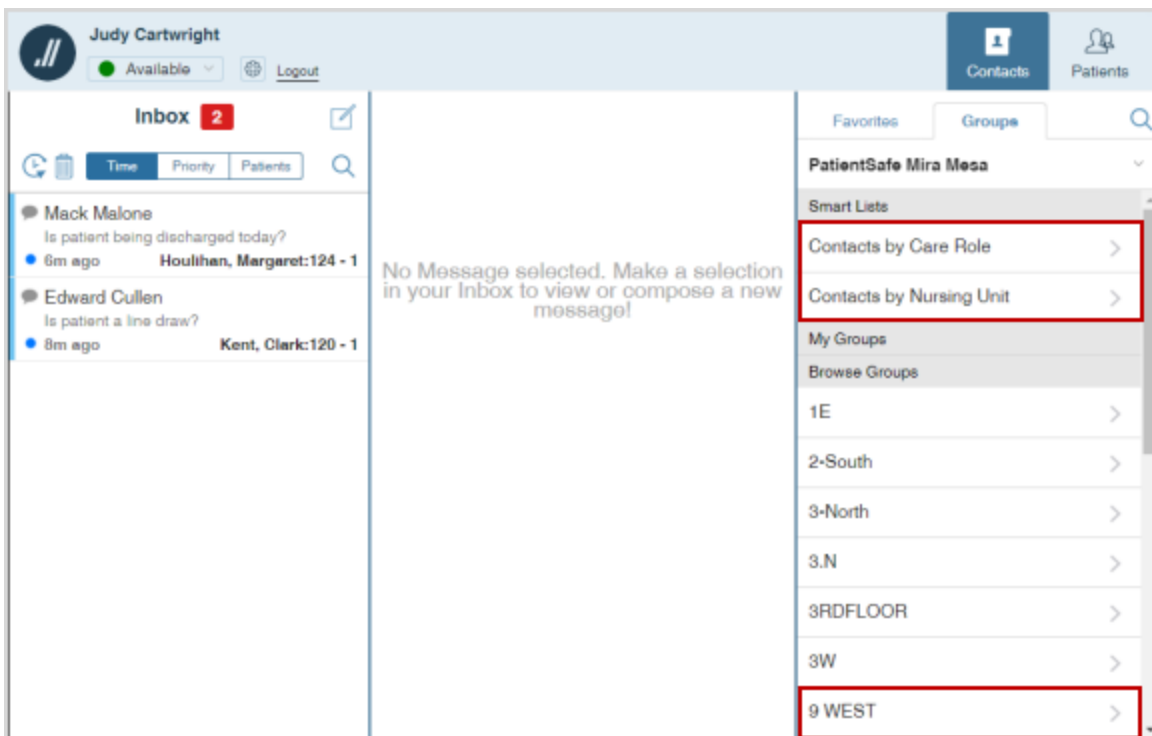 Judy Cartwright
Available
Logout
Contacts
Patients
Inbox 2
Time Priority Patients
Mack Malone
Is patient being discharged today?
6m ago Houlihan, Margaret:124 - 1
Edward Cullen
Is patient a line draw?
8m ago Kent, Clark:120 - 1
No Message selected. Make a selection
in your Inbox to view or compose a new
message!
Favorites Groups
PatientSafe Mira Mesa
Smart Lists
Contacts by Care Role
Contacts by Nursing Unit
My Groups
Browse Groups
1E
2-South
3-North
3.N
3RDFLOOR
3W
9 WEST